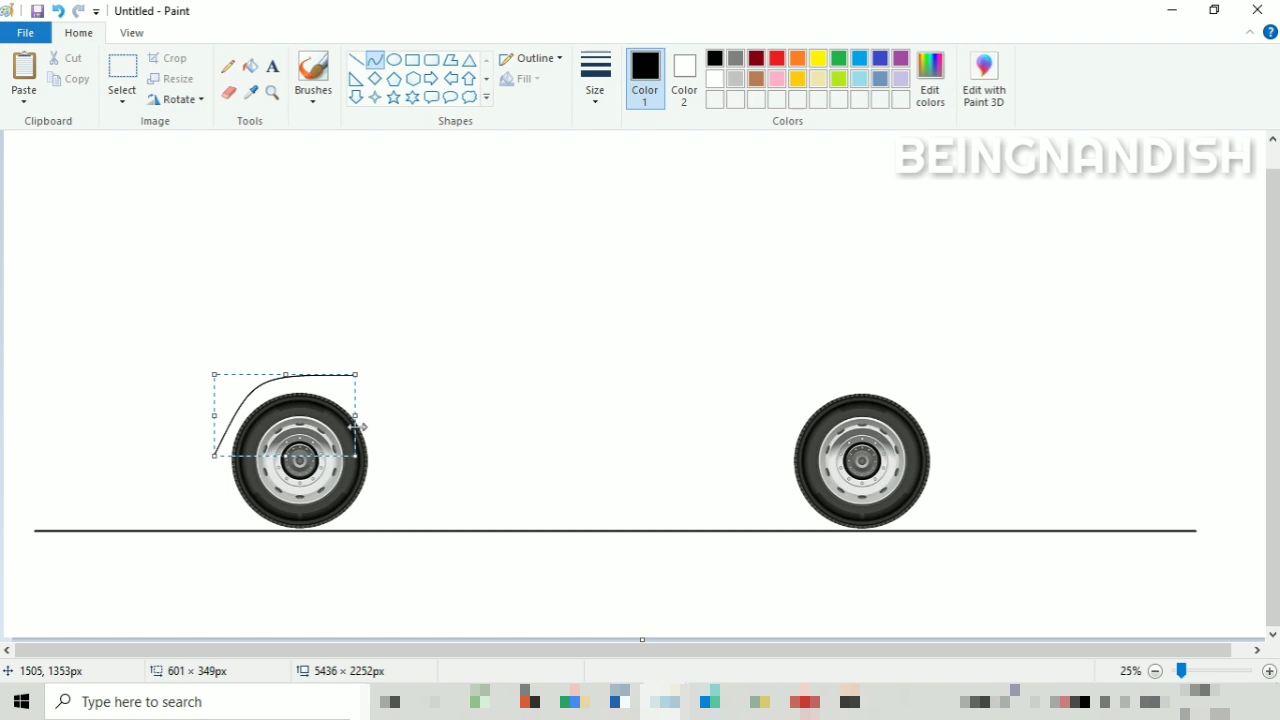 Untitled - Paint
File Home View
Paste
Cut
Copy
Clipboard
Select
Crop
Resize
Rotate
Image
A
Tools
Brushes
Outline
Fill
Shapes
Size
Color 1
Color 2
Edit colors
Colors
Edit with Paint 3D
BEINGNANDISH
1505, 1353px
601 × 349px
5436 × 2252px
25%
Type here to search